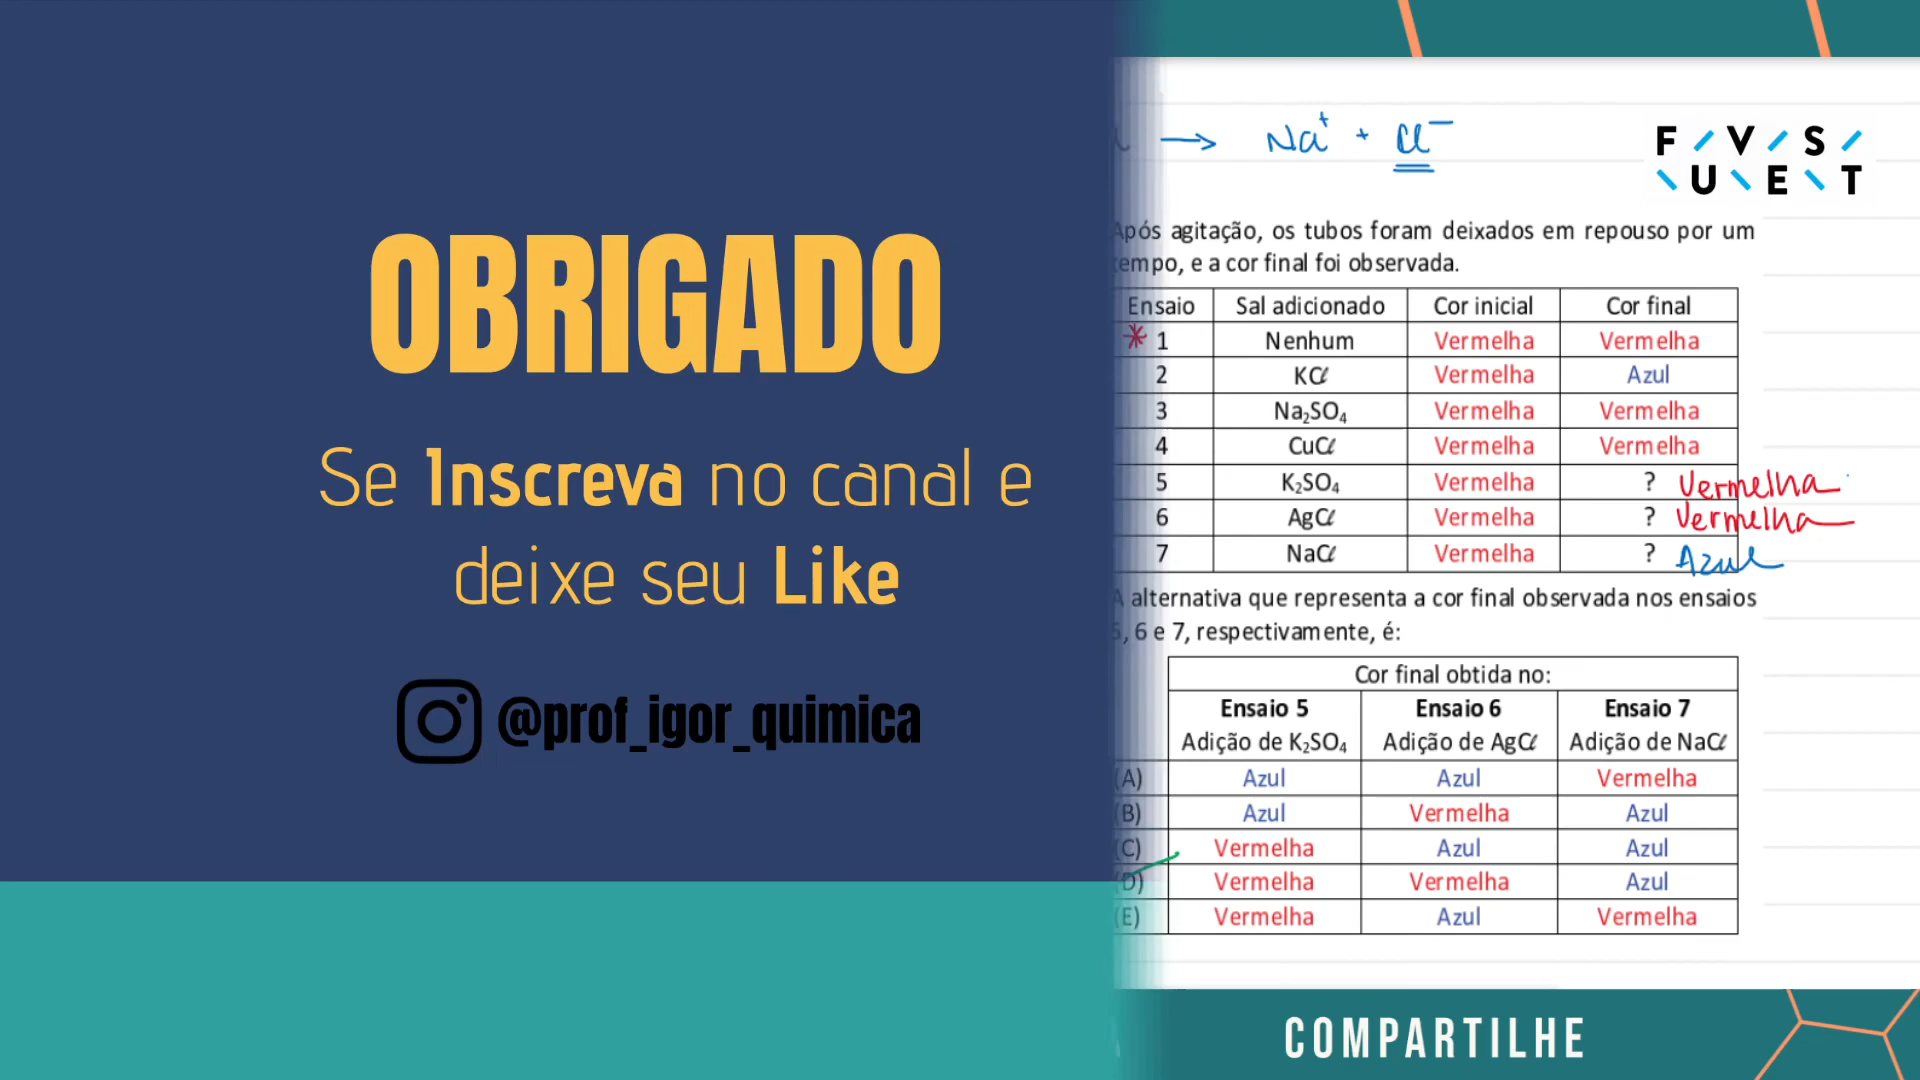 OBRIGADO
Se Inscreva no canal e
deixe seu Like
@prof_igor_quimica
→ Na⁺ + Cl⁻
F V S
U E T
Após agitação, os tubos foram deixados em repouso por um
tempo, e a cor final foi observada.
Ensaio Sal adicionado Cor inicial Cor final
* 1 Nenhum Vermelha Vermelha
2 KCl Vermelha Azul
3 Na₂SO₄ Vermelha Vermelha
4 CuCl Vermelha Vermelha
5 K₂SO₄ Vermelha ? Vermelha
6 AgCl Vermelha ? Vermelha
7 NaCl Vermelha ? Azul
A alternativa que representa a cor final observada nos ensaios
5, 6 e 7, respectivamente, é:
Cor final obtida no:
Ensaio 5 Ensaio 6 Ensaio 7
Adição de K₂SO₄ Adição de AgCl Adição de NaCl
(A) Azul Azul Vermelha
(B) Azul Vermelha Azul
(C) Vermelha Azul Azul
(D) Vermelha Vermelha Azul
(E) Vermelha Azul Vermelha
COMPARTILHE